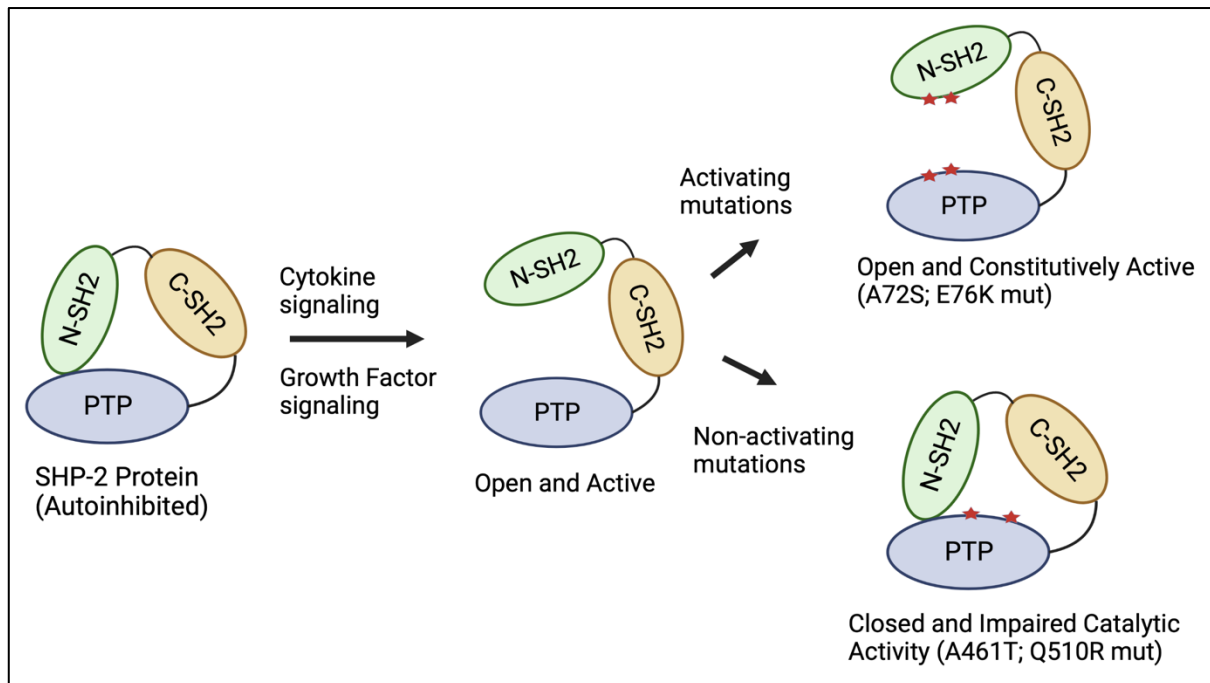 N-SH2
C-SH2
PTP
SHP-2 Protein
(Autoinhibited)
Cytokine
signaling
Growth Factor
signaling
N-SH2
C-SH2
PTP
Open and Active
Activating
mutations
Non-activating
mutations
N-SH2
C-SH2
PTP
Open and Constitutively Active
(A72S; E76K mut)
N-SH2
C-SH2
PTP
Closed and Impaired Catalytic
Activity (A461T; Q510R mut)